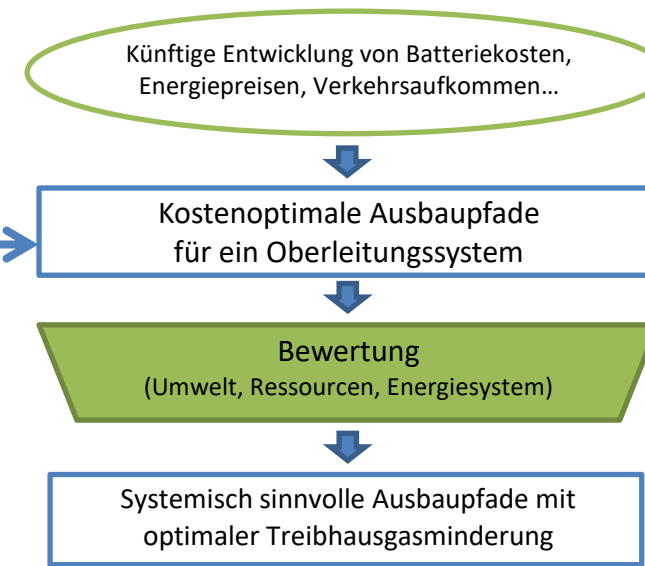 Künftige Entwicklung von Batteriekosten,
Energiepreisen, Verkehrsaufkommen…
Kostenoptimale Ausbaupfade
für ein Oberleitungssystem
Bewertung
(Umwelt, Ressourcen, Energiesystem)
Systemisch sinnvolle Ausbaupfade mit
optimaler Treibhausgasminderung